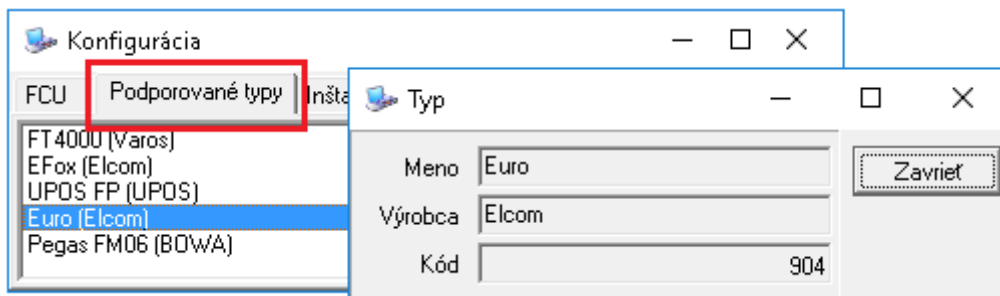 Konfigurácia
FCU Podporované typy
FT4000 (Varos)
EFox (Elcom)
UPOS FP (UPOS)
Euro (Elcom)
Pegas FM06 (BOWA)
Typ
Meno Euro
Zavrieť
Výrobca Elcom
Kód 904